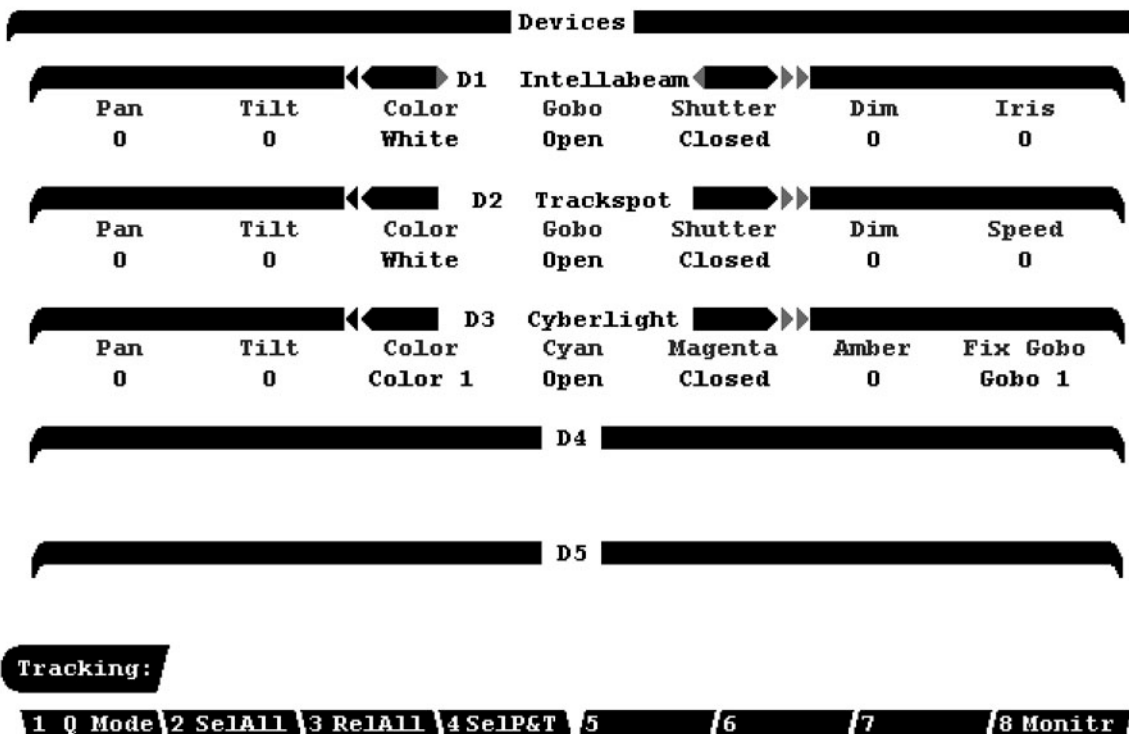 Devices
D1 Intellabeam
Pan Tilt Color Gobo Shutter Dim Iris
0 0 White Open Closed 0 0
D2 Trackspot
Pan Tilt Color Gobo Shutter Dim Speed
0 0 White Open Closed 0 0
D3 Cyberlight
Pan Tilt Color Cyan Magenta Amber Fix Gobo
0 0 Color 1 Open Closed 0 Gobo 1
D4
D5
Tracking:
1 Q Mode 2 SelAll 3 RelAll 4 SelP&T 5 6 7 8 Monitr